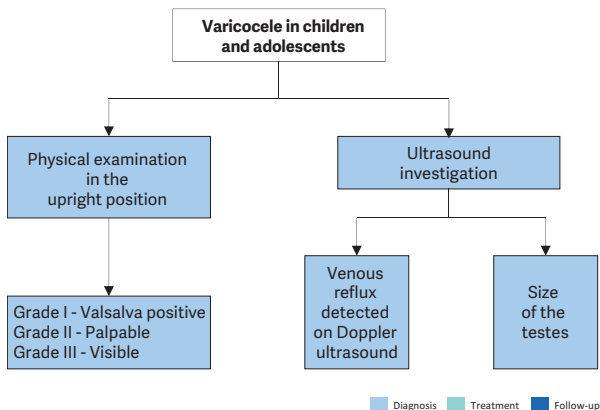 Varicocele in children
and adolescents
Physical examination
in the
upright position
Ultrasound
investigation
Grade I - Valsalva positive
Grade II - Palpable
Grade III - Visible
Venous
reflux
detected
on Doppler
ultrasound
Size
of the
testes
Diagnosis Treatment Follow-up